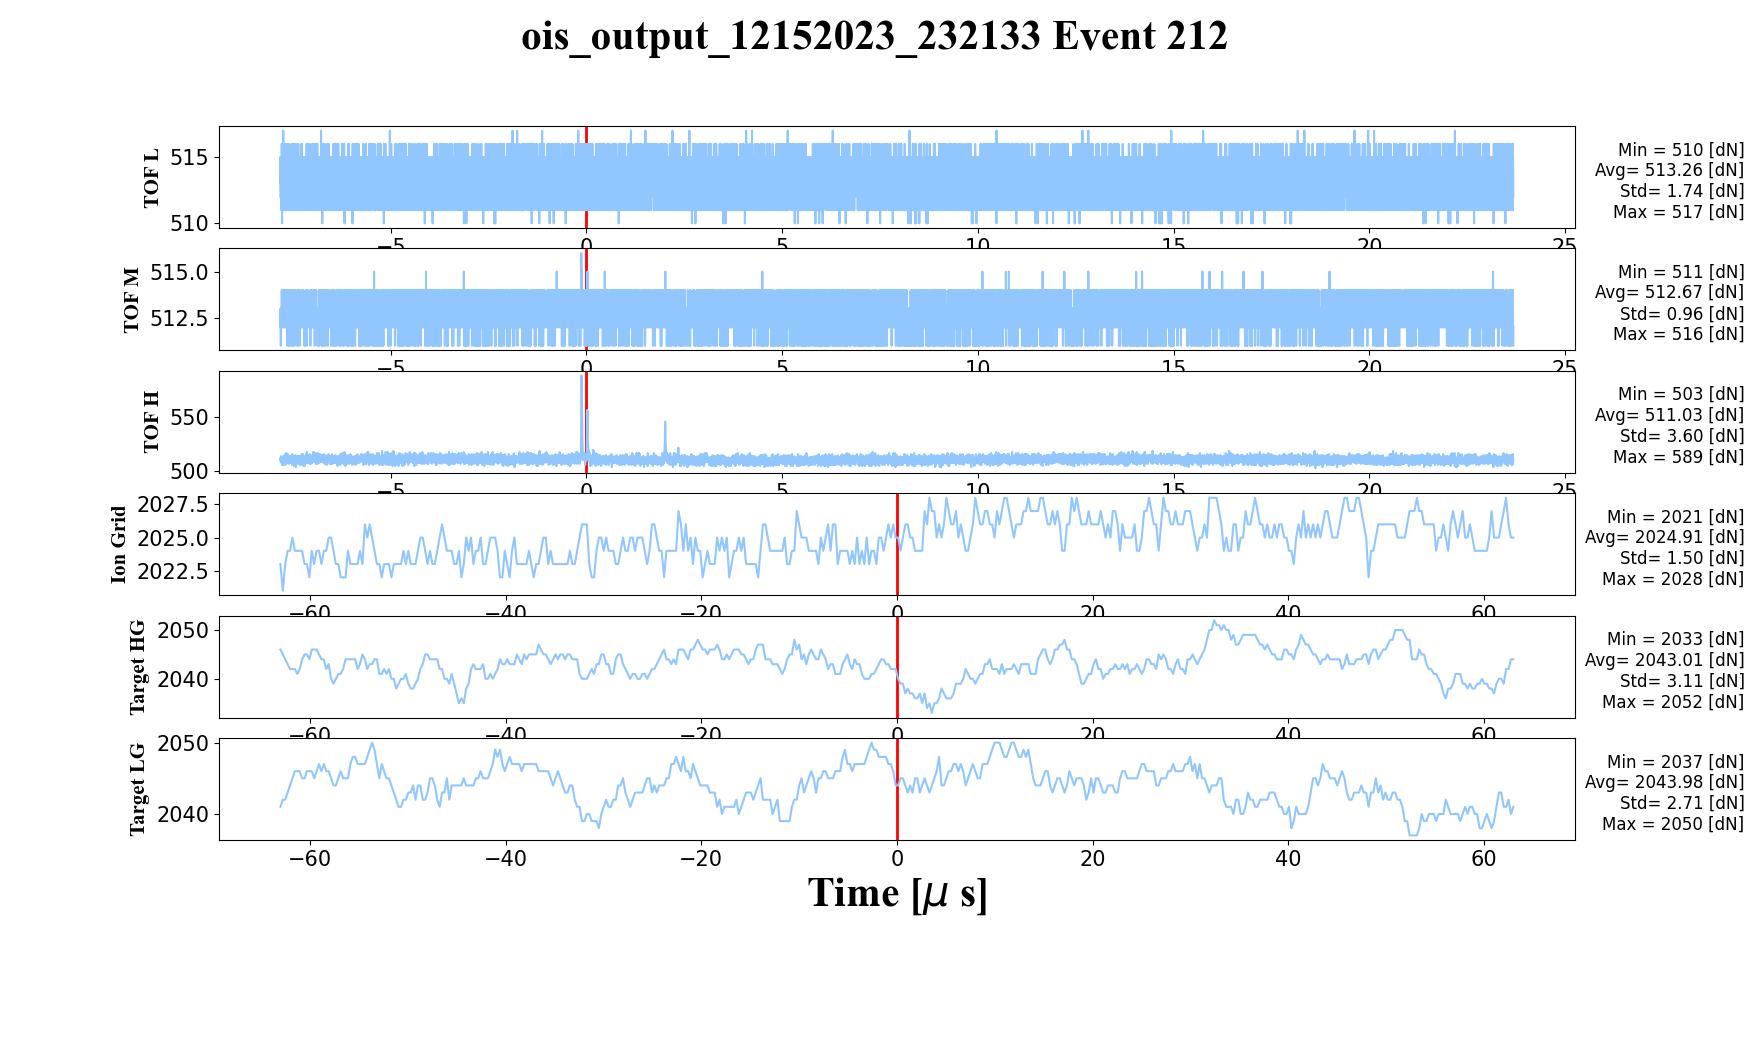 ois_output_12152023_232133 Event 212
TOF L
515
510
−5 0 5 10 15 20 25
Min = 510 [dN]
Avg= 513.26 [dN]
Std= 1.74 [dN]
Max = 517 [dN]
TOF M
515.0
512.5
−5 0 5 10 15 20 25
Min = 511 [dN]
Avg= 512.67 [dN]
Std= 0.96 [dN]
Max = 516 [dN]
TOF H
550
500
−5 0 5 10 15 20 25
Min = 503 [dN]
Avg= 511.03 [dN]
Std= 3.60 [dN]
Max = 589 [dN]
Ion Grid
2027.5
2025.0
2022.5
−60 −40 −20 0 20 40 60
Min = 2021 [dN]
Avg= 2024.91 [dN]
Std= 1.50 [dN]
Max = 2028 [dN]
Target HG
2050
2040
−60 −40 −20 0 20 40 60
Min = 2033 [dN]
Avg= 2043.01 [dN]
Std= 3.11 [dN]
Max = 2052 [dN]
Target LG
2050
2040
−60 −40 −20 0 20 40 60
Min = 2037 [dN]
Avg= 2043.98 [dN]
Std= 2.71 [dN]
Max = 2050 [dN]
Time [μ s]